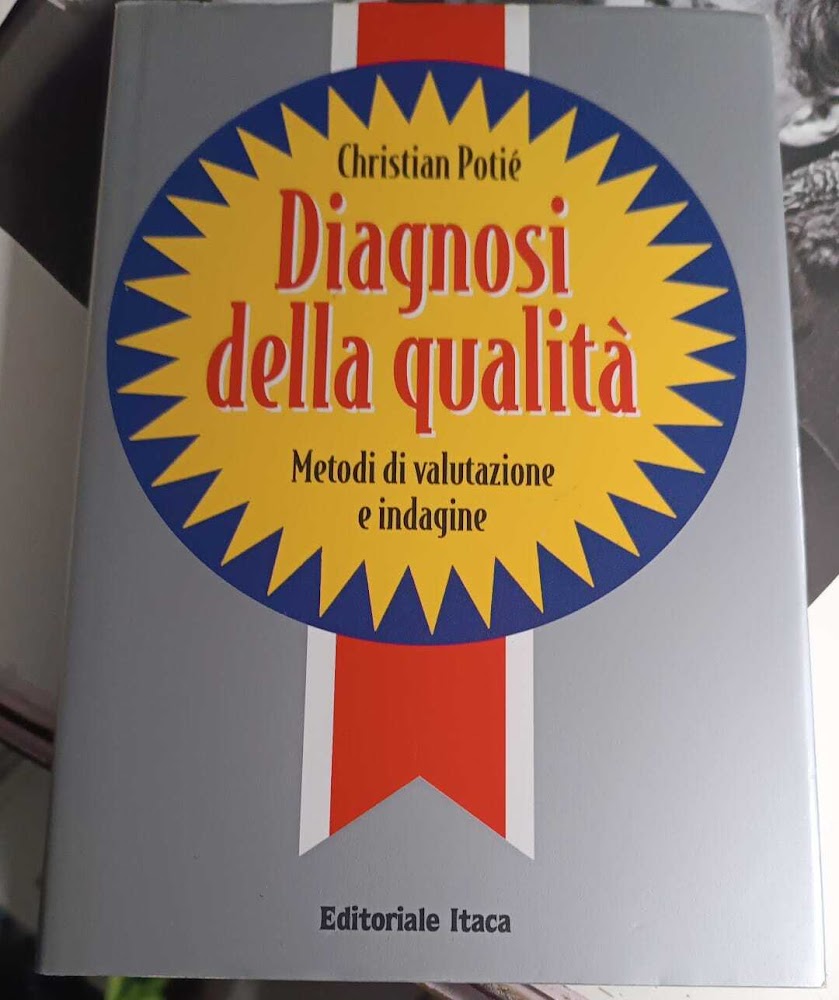 Christian Potié
Diagnosi
della qualità
Metodi di valutazione
e indagine
Editoriale Itaca